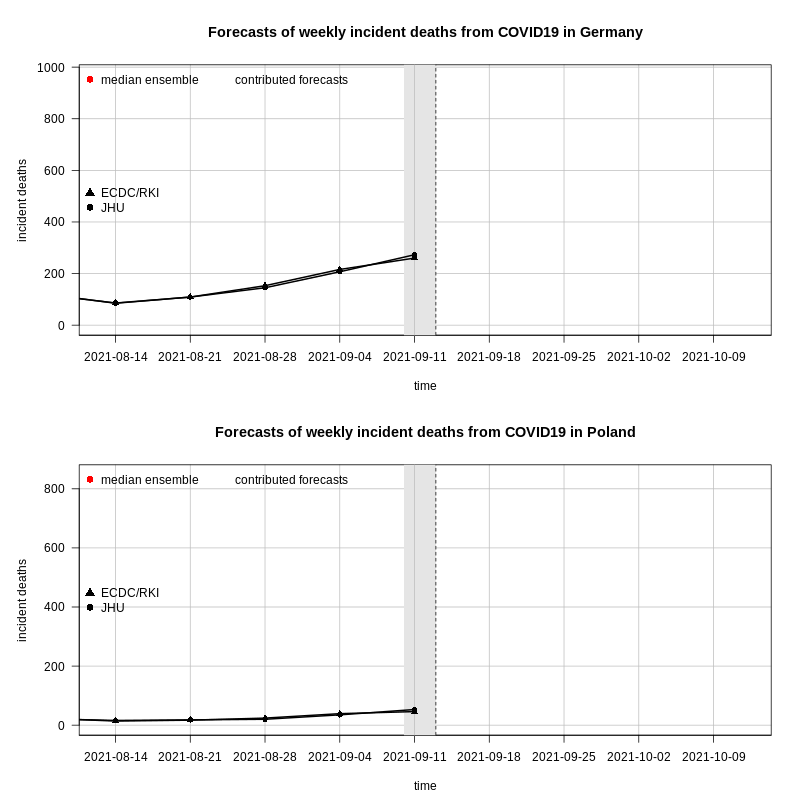 Forecasts of weekly incident deaths from COVID19 in Germany
1000
median ensemble contributed forecasts
800
600
ECDC/RKI
JHU
400
200
0
incident deaths
2021-08-14 2021-08-21 2021-08-28 2021-09-04 2021-09-11 2021-09-18 2021-09-25 2021-10-02 2021-10-09
time
Forecasts of weekly incident deaths from COVID19 in Poland
median ensemble contributed forecasts
800
600
ECDC/RKI
400
JHU
200
0
incident deaths
2021-08-14 2021-08-21 2021-08-28 2021-09-04 2021-09-11 2021-09-18 2021-09-25 2021-10-02 2021-10-09
time